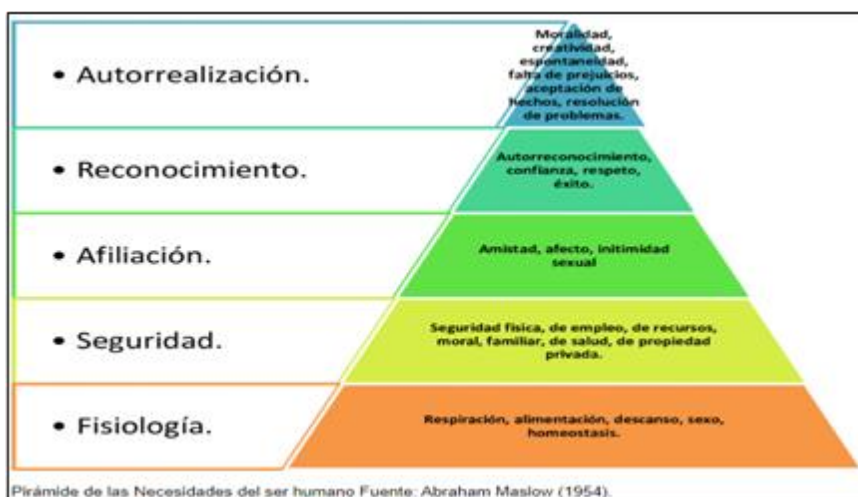 • Autorrealización.
Moralidad,
creatividad,
espontaneidad,
falta de prejuicios,
aceptación de
hechos, resolución
de problemas.
• Reconocimiento.
Autorreconocimiento,
confianza, respeto,
éxito.
• Afiliación.
Amistad, afecto, initimidad
sexual
• Seguridad.
Seguridad física, de empleo, de recursos,
moral, familiar, de salud, de propiedad
privada.
• Fisiología.
Respiración, alimentación, descanso, sexo,
homeostasis.
Pirámide de las Necesidades del ser humano Fuente: Abraham Maslow (1954).